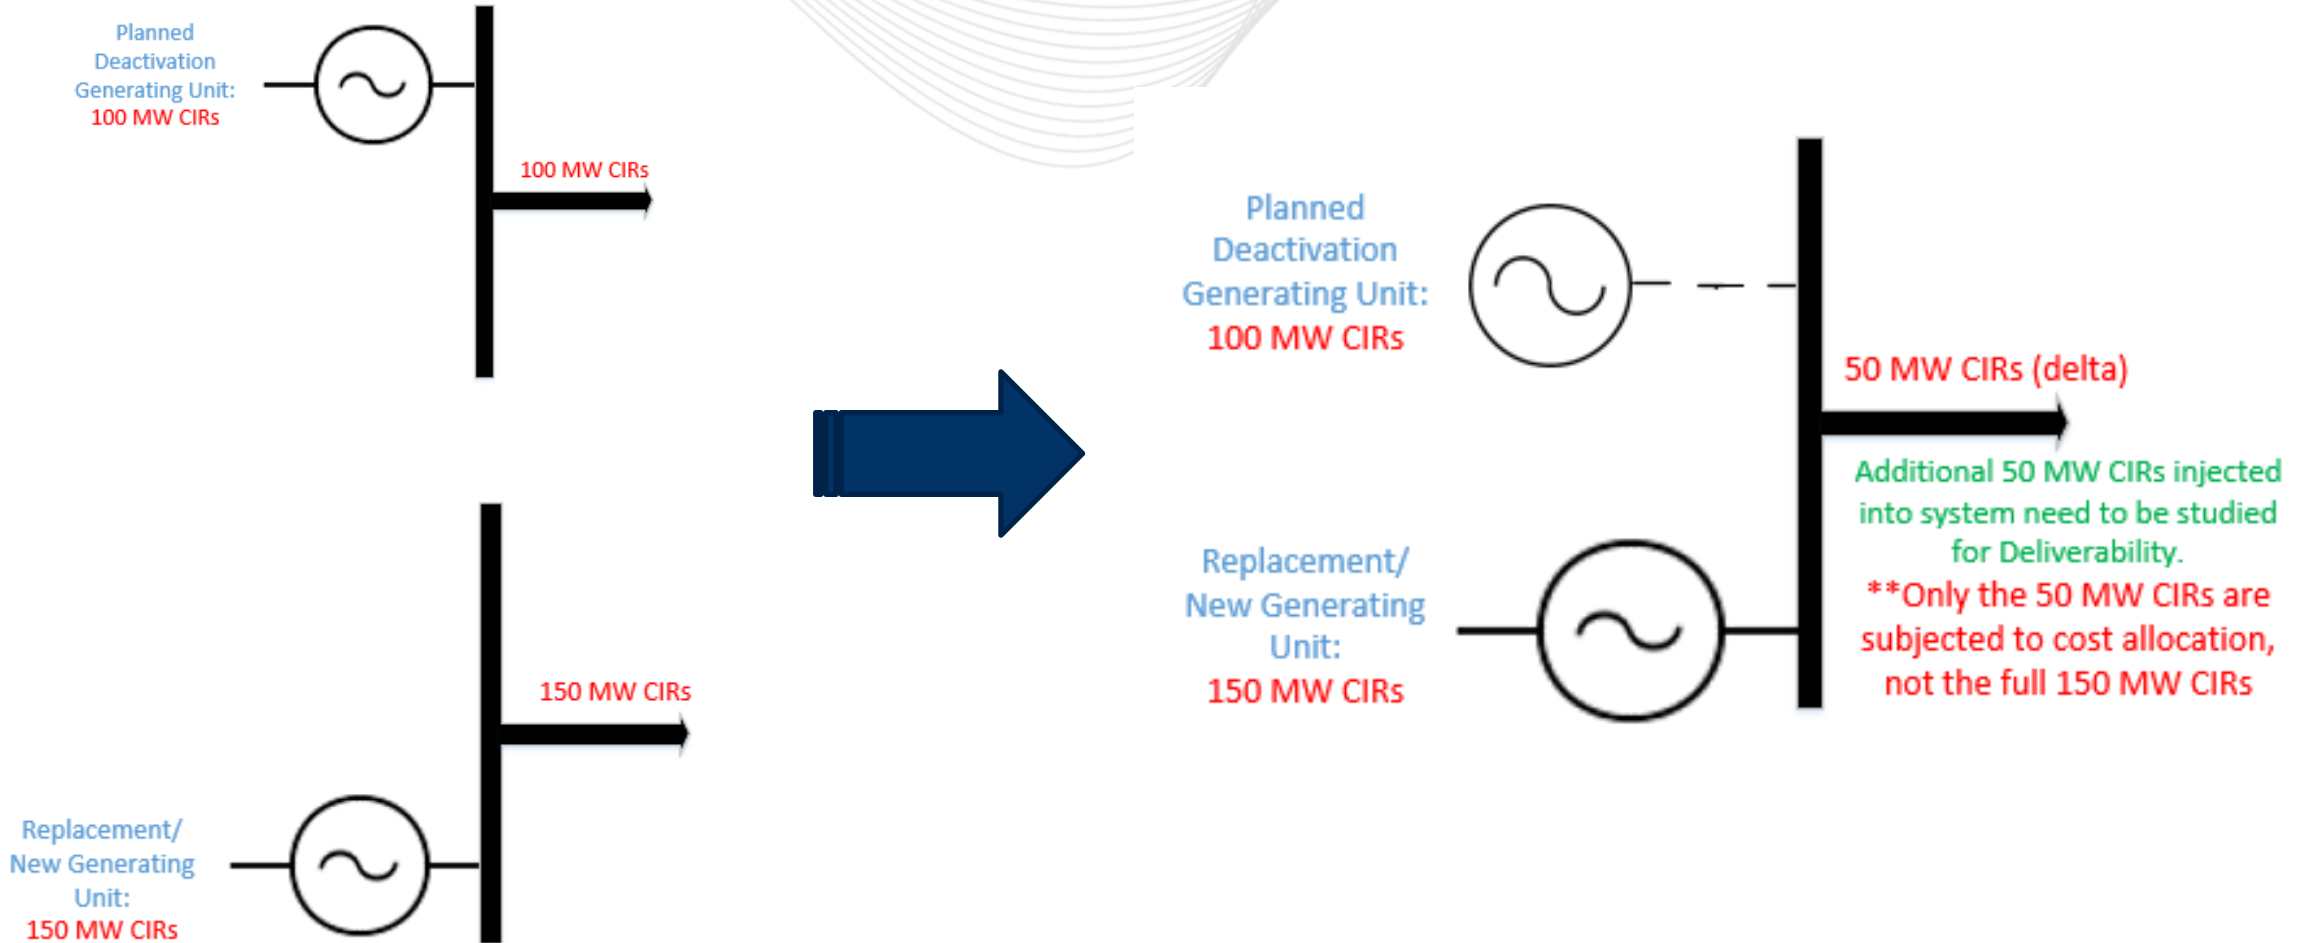 Planned
Deactivation
Generating Unit:
100 MW CIRs
100 MW CIRs
Replacement/
New Generating
Unit:
150 MW CIRs
150 MW CIRs
Planned
Deactivation
Generating Unit:
100 MW CIRs
Replacement/
New Generating
Unit:
150 MW CIRs
50 MW CIRs (delta)
Additional 50 MW CIRs injected
into system need to be studied
for Deliverability.
**Only the 50 MW CIRs are
subjected to cost allocation,
not the full 150 MW CIRs